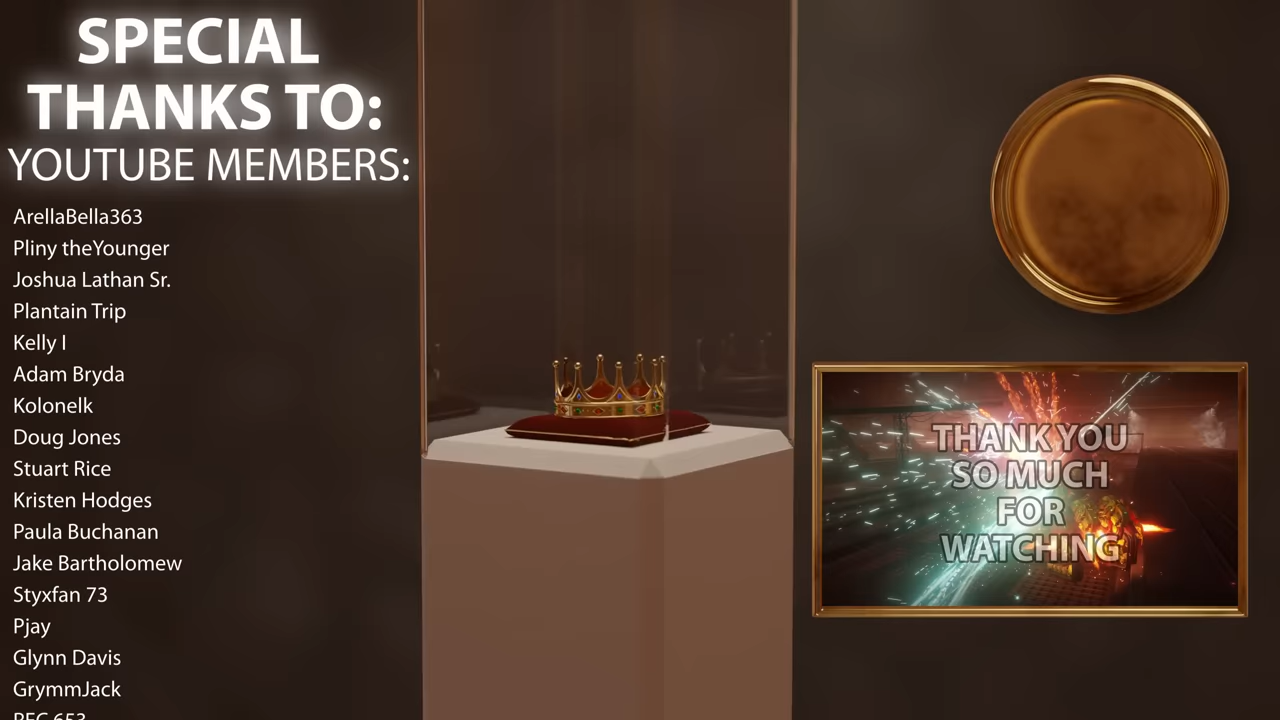 SPECIAL
THANKS TO:
YOUTUBE MEMBERS:
ArellaBella363
Pliny theYounger
Joshua Lathan Sr.
Plantain Trip
Kelly I
Adam Bryda
Kolonelk
Doug Jones
Stuart Rice
Kristen Hodges
Paula Buchanan
Jake Bartholomew
Styxfan 73
Pjay
Glynn Davis
GrymmJack
THANK YOU
SO MUCH
FOR
WATCHING